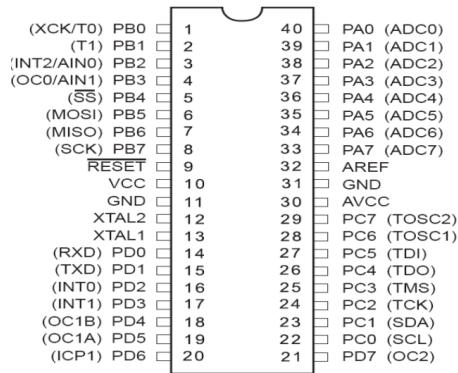 (XCK/T0) PB0 1 40 PA0 (ADC0)
(T1) PB1 2 39 PA1 (ADC1)
(INT2/AIN0) PB2 3 38 PA2 (ADC2)
(OC0/AIN1) PB3 4 37 PA3 (ADC3)
(SS) PB4 5 36 PA4 (ADC4)
(MOSI) PB5 6 35 PA5 (ADC5)
(MISO) PB6 7 34 PA6 (ADC6)
(SCK) PB7 8 33 PA7 (ADC7)
RESET 9 32 AREF
VCC 10 31 GND
GND 11 30 AVCC
XTAL2 12 29 PC7 (TOSC2)
XTAL1 13 28 PC6 (TOSC1)
(RXD) PD0 14 27 PC5 (TDI)
(TXD) PD1 15 26 PC4 (TDO)
(INT0) PD2 16 25 PC3 (TMS)
(INT1) PD3 17 24 PC2 (TCK)
(OC1B) PD4 18 23 PC1 (SDA)
(OC1A) PD5 19 22 PC0 (SCL)
(ICP1) PD6 20 21 PD7 (OC2)